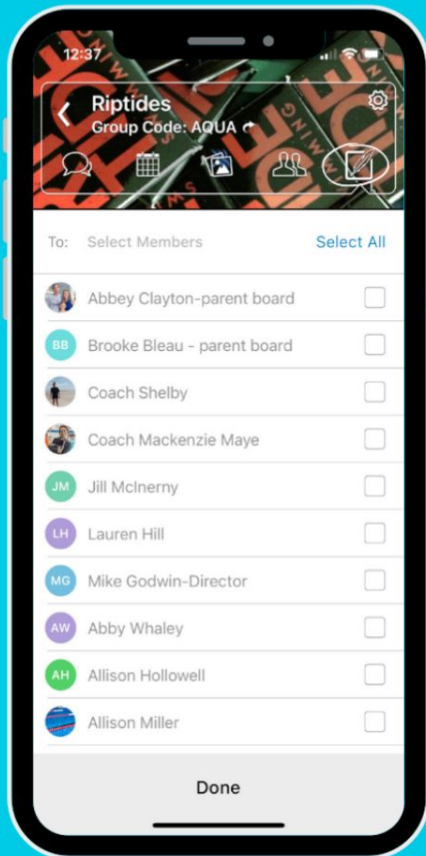 12:37
Riptides
Group Code: AQUA
To: Select Members Select All
Abbey Clayton-parent board
BB Brooke Bleau - parent board
Coach Shelby
Coach Mackenzie Maye
JM Jill McInerny
LH Lauren Hill
MG Mike Godwin-Director
AW Abby Whaley
AH Allison Hollowell
Allison Miller
Done